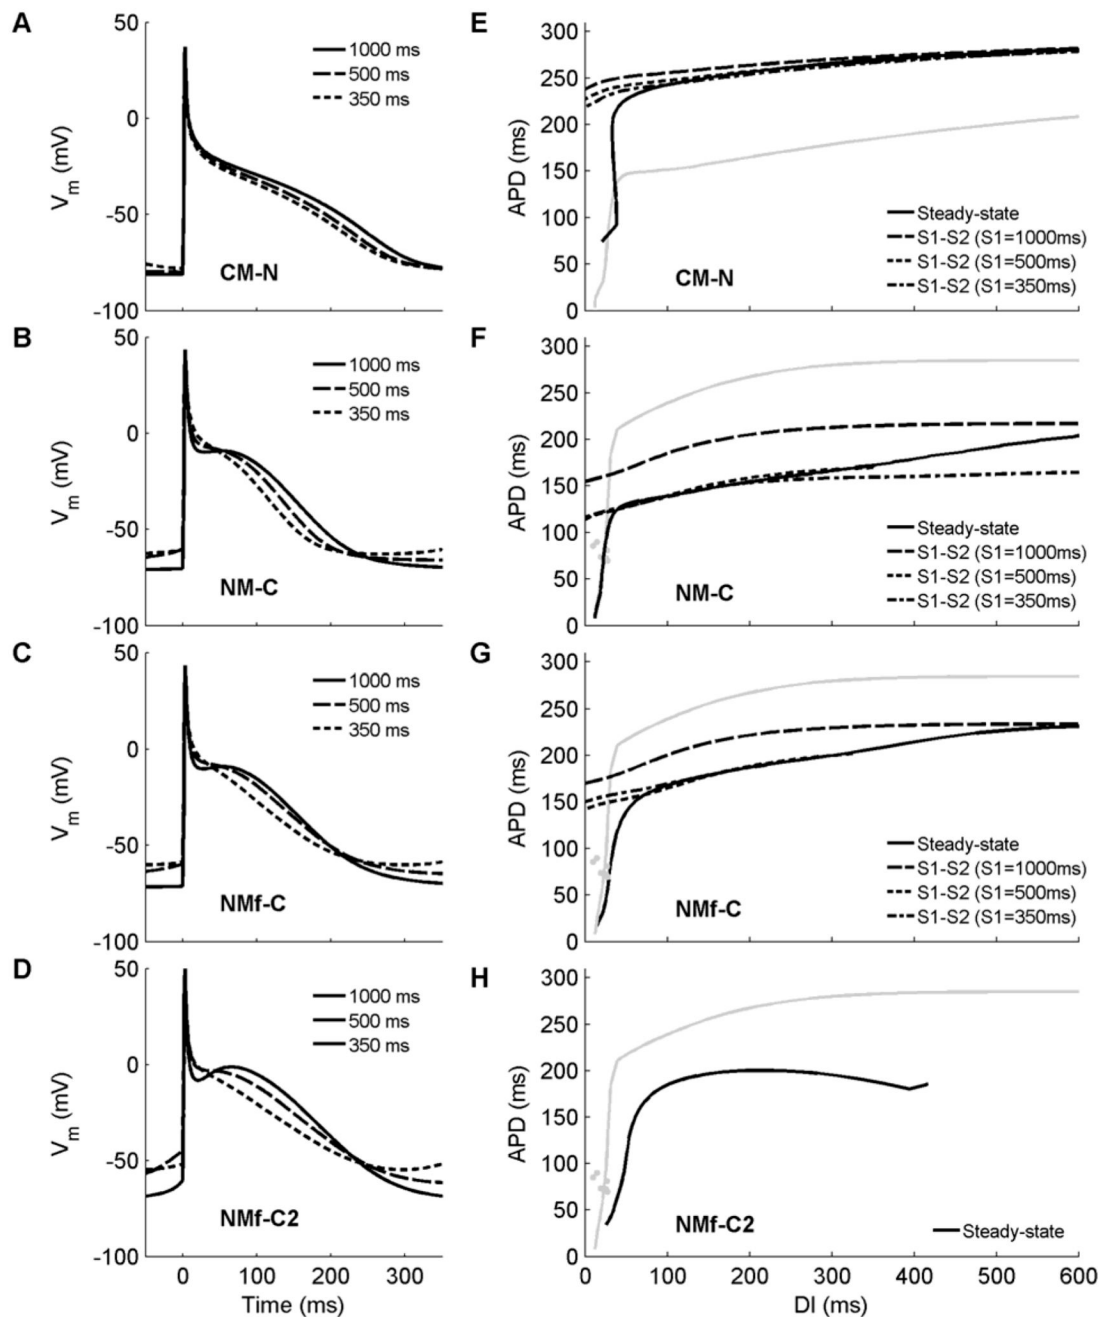 A
50
0
-50
-100
Vm (mV)
1000 ms
500 ms
350 ms
CM-N
E
300
250
200
150
100
50
0
APD (ms)
Steady-state
S1-S2 (S1=1000ms)
S1-S2 (S1=500ms)
S1-S2 (S1=350ms)
CM-N
B
50
0
-50
-100
Vm (mV)
1000 ms
500 ms
350 ms
NM-C
F
300
250
200
150
100
50
0
APD (ms)
Steady-state
S1-S2 (S1=1000ms)
S1-S2 (S1=500ms)
S1-S2 (S1=350ms)
NM-C
C
50
0
-50
-100
Vm (mV)
1000 ms
500 ms
350 ms
NMf-C
G
300
250
200
150
100
50
0
APD (ms)
Steady-state
S1-S2 (S1=1000ms)
S1-S2 (S1=500ms)
S1-S2 (S1=350ms)
NMf-C
D
50
0
-50
-100
Vm (mV)
1000 ms
500 ms
350 ms
NMf-C2
0 100 200 300
Time (ms)
H
300
250
200
150
100
50
0
APD (ms)
NMf-C2
Steady-state
0 100 200 300 400 500 600
DI (ms)